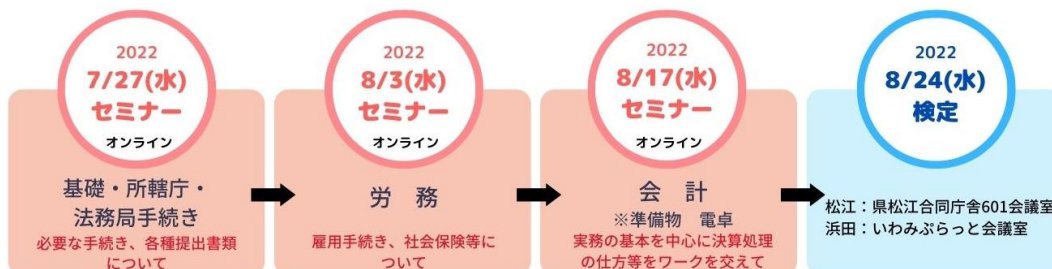 2022
7/27(水)
セミナー
オンライン
基礎・所轄庁・
法務局手続き
必要な手続き、各種提出書類
について
2022
8/3(水)
セミナー
オンライン
労 務
雇用手続き、社会保険等に
ついて
2022
8/17(水)
セミナー
オンライン
会 計
※準備物 電卓
実務の基本を中心に決算処理
の仕方等をワークを交えて
2022
8/24(水)
検定
松江：県松江合同庁舎601会議室
浜田：いわみぷらっと会議室